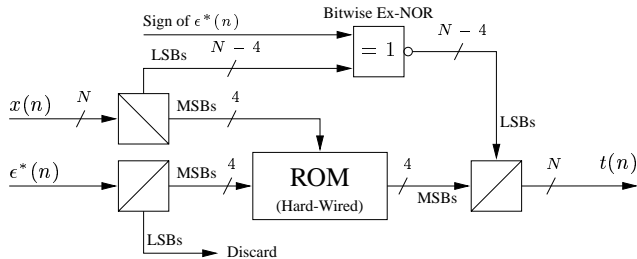 Bitwise Ex-NOR
Sign of ϵ*(n)
N − 4
= 1
N − 4
LSBs
x(n)
N
MSBs
4
LSBs
ϵ*(n)
MSBs
4
ROM
(Hard-Wired)
4
MSBs
N
t(n)
LSBs
Discard